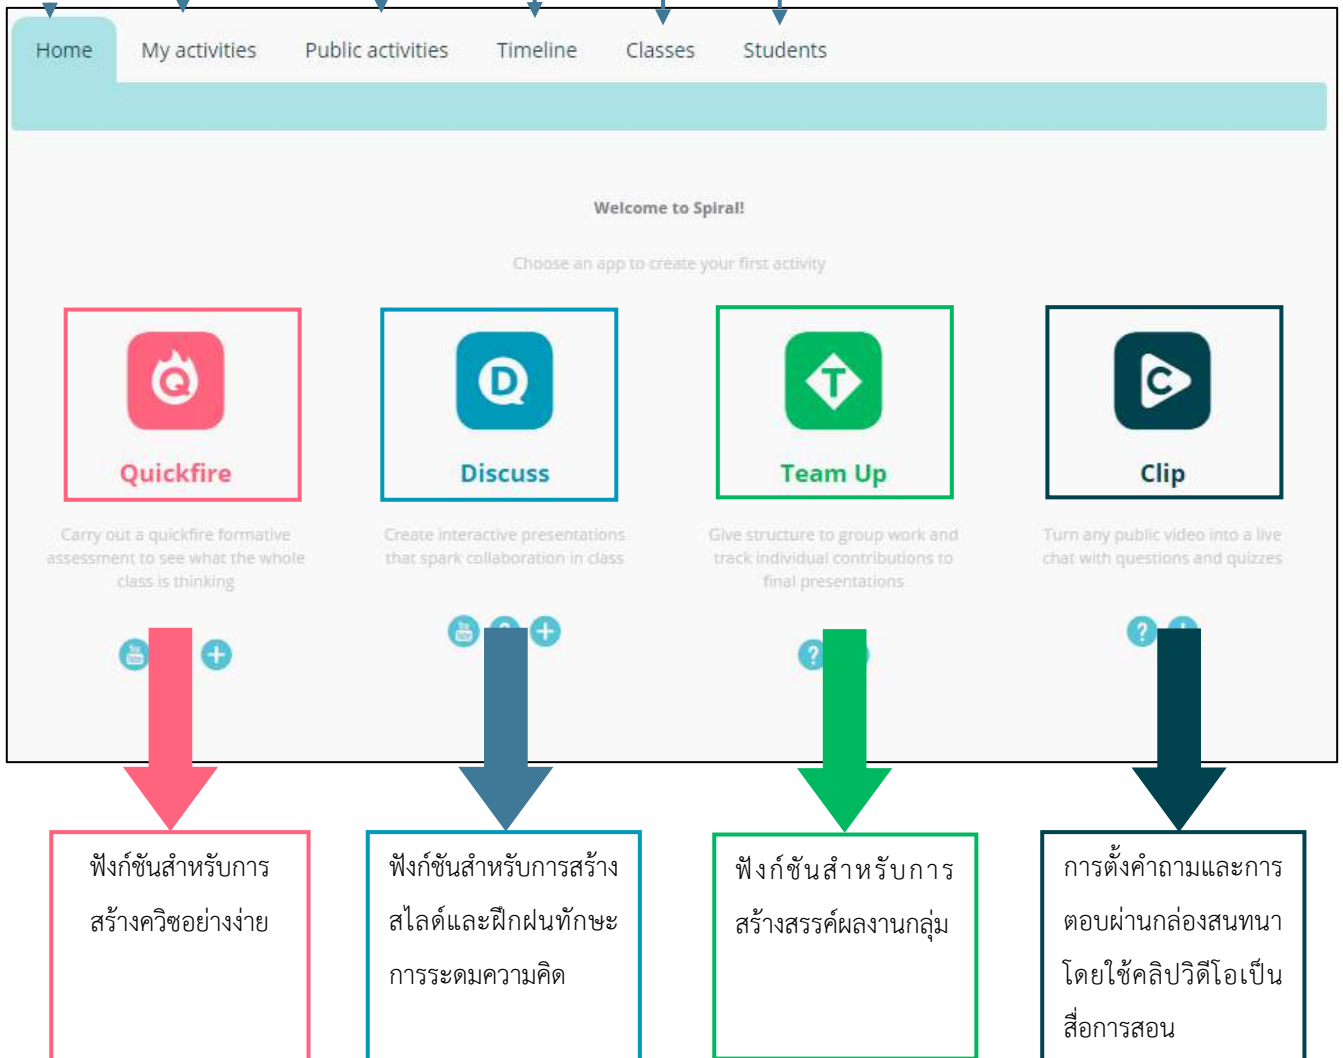 Home My activities Public activities Timeline Classes Students
Welcome to Spiral!
Choose an app to create your first activity
Quickfire
Carry out a quickfire formative
assessment to see what the whole
class is thinking
Discuss
Create interactive presentations
that spark collaboration in class
Team Up
Give structure to group work and
track individual contributions to
final presentations
Clip
Turn any public video into a live
chat with questions and quizzes
ฟังก์ชันสำหรับการ
สร้างควิซอย่างง่าย
ฟังก์ชันสำหรับการสร้าง
สไลด์และฝึกฝนทักษะ
การระดมความคิด
ฟังก์ชันสำหรับการ
สร้างสรรค์ผลงานกลุ่ม
การตั้งคำถามและการ
ตอบผ่านกล่องสนทนา
โดยใช้คลิปวิดีโอเป็น
สื่อการสอน